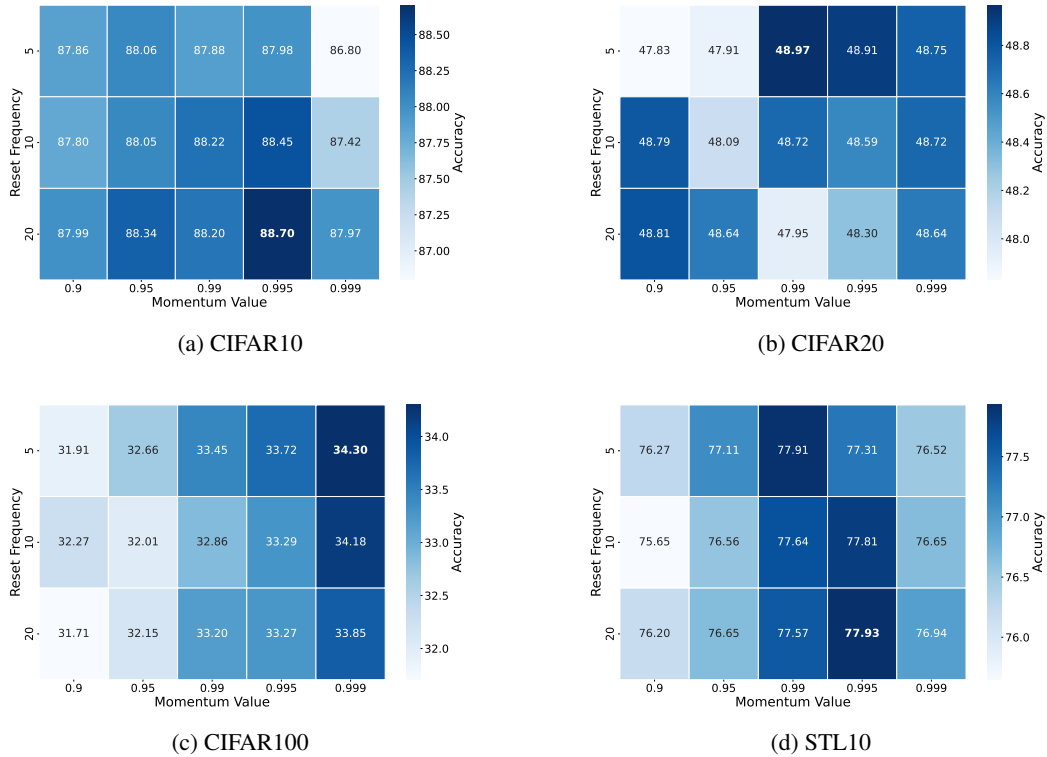 5 87.86 88.06 87.88 87.98 86.80
10 87.80 88.05 88.22 88.45 87.42
20 87.99 88.34 88.20 88.70 87.97
0.9 0.95 0.99 0.995 0.999
Momentum Value
Reset Frequency
88.50
88.25
88.00
87.75
87.50
87.25
87.00
Accuracy
(a) CIFAR10
5 47.83 47.91 48.97 48.91 48.75
10 48.79 48.09 48.72 48.59 48.72
20 48.81 48.64 47.95 48.30 48.64
0.9 0.95 0.99 0.995 0.999
Momentum Value
Reset Frequency
48.8
48.6
48.4
48.2
48.0
Accuracy
(b) CIFAR20
5 31.91 32.66 33.45 33.72 34.30
10 32.27 32.01 32.86 33.29 34.18
20 31.71 32.15 33.20 33.27 33.85
0.9 0.95 0.99 0.995 0.999
Momentum Value
Reset Frequency
34.0
33.5
33.0
32.5
32.0
Accuracy
(c) CIFAR100
5 76.27 77.11 77.91 77.31 76.52
10 75.65 76.56 77.64 77.81 76.65
20 76.20 76.65 77.57 77.93 76.94
0.9 0.95 0.99 0.995 0.999
Momentum Value
Reset Frequency
77.5
77.0
76.5
76.0
Accuracy
(d) STL10